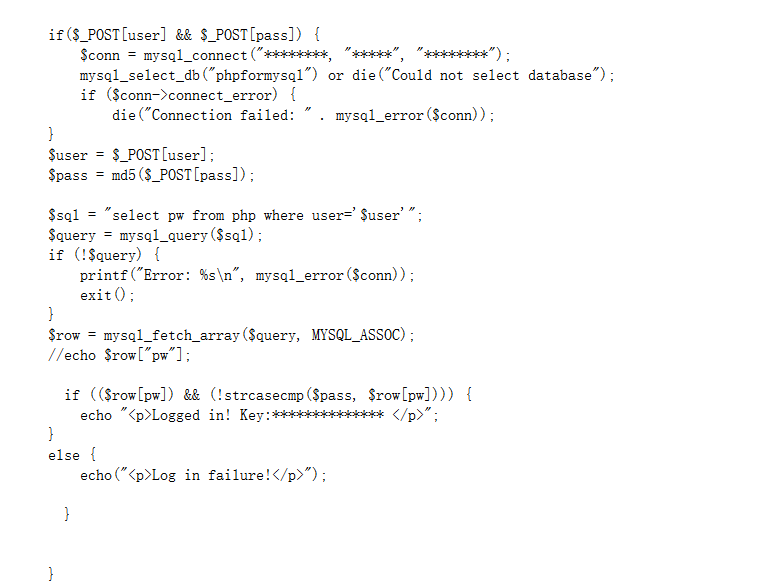 if($_POST[user] && $_POST[pass]) {
    $conn = mysql_connect("********, "*****", "********");
    mysql_select_db("phpformysql") or die("Could not select database");
    if ($conn->connect_error) {
        die("Connection failed: " . mysql_error($conn));
}
$user = $_POST[user];
$pass = md5($_POST[pass]);
$sql = "select pw from php where user='$user'";
$query = mysql_query($sql);
if (!$query) {
    printf("Error: %s\n", mysql_error($conn));
    exit();
}
$row = mysql_fetch_array($query, MYSQL_ASSOC);
//echo $row["pw"];
  if (($row[pw]) && (!strcasecmp($pass, $row[pw]))) {
    echo "<p>Logged in! Key:************** </p>";
}
else {
    echo("<p>Log in failure!</p>");
  }
}